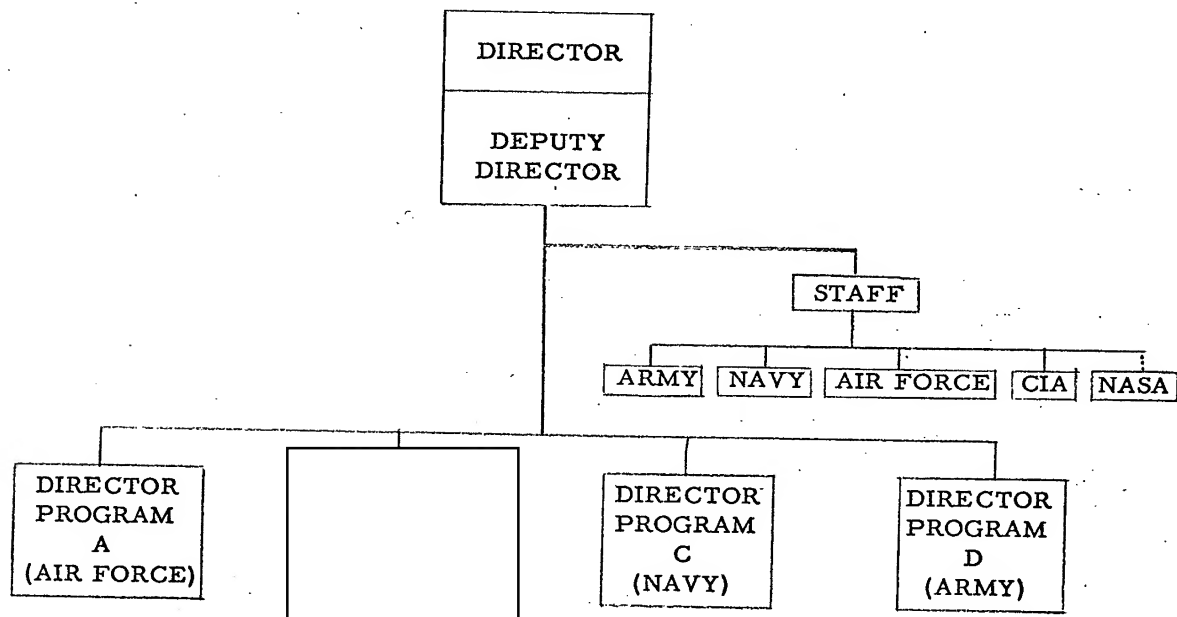 DIRECTOR
DEPUTY
DIRECTOR
STAFF
ARMY
NAVY
AIR FORCE
CIA
NASA
DIRECTOR
PROGRAM
A
(AIR FORCE)
DIRECTOR
PROGRAM
C
(NAVY)
DIRECTOR
PROGRAM
D
(ARMY)